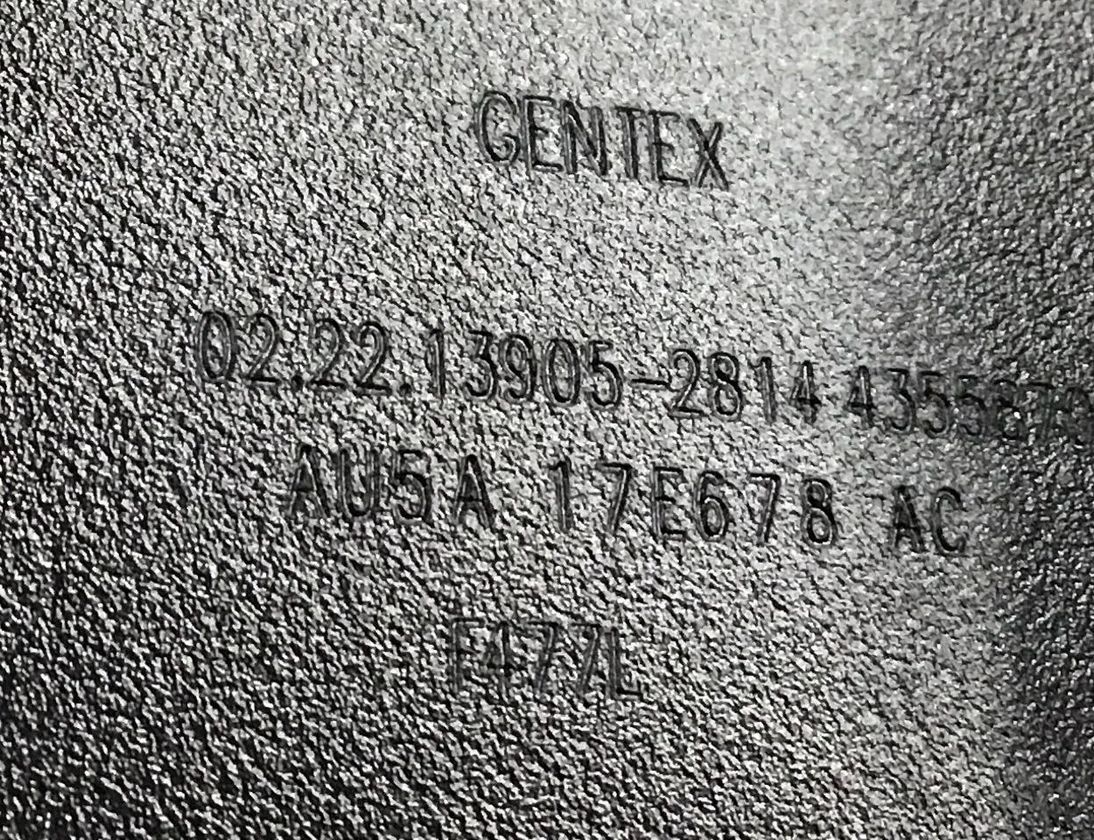 GENTEX
02.22.13905-2814
AU5A 17E678 AC
F477L